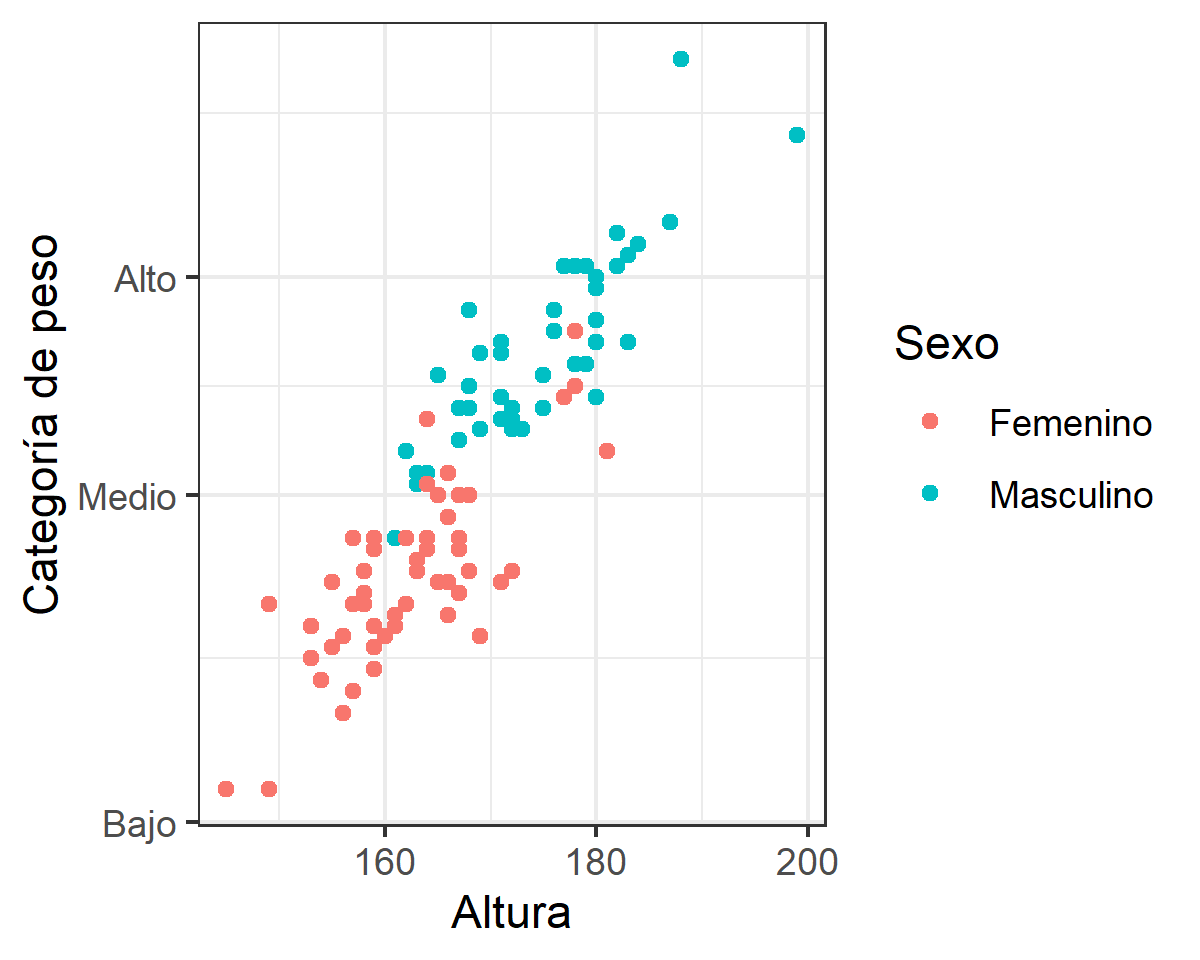 Categoría de peso
Alto
Medio
Bajo
160 180 200
Altura
Sexo
Femenino
Masculino